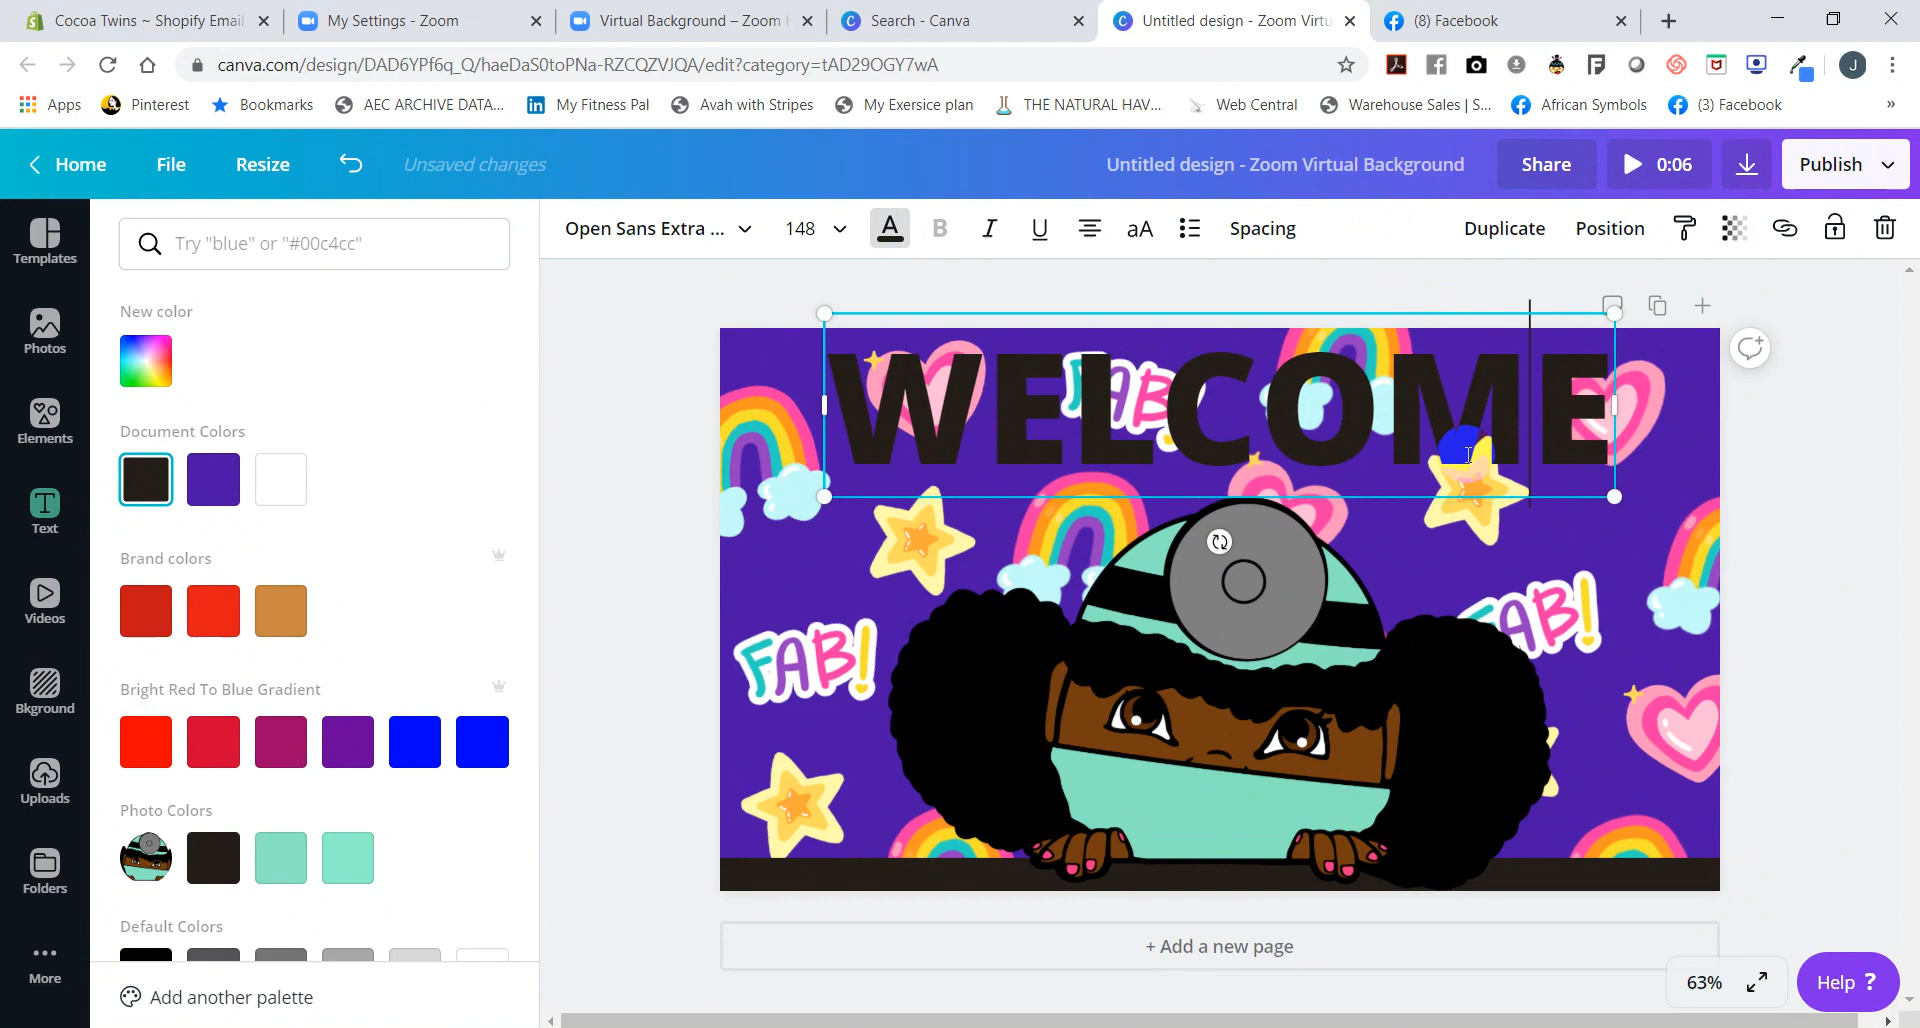 Cocoa Twins ~ Shopify Email
My Settings - Zoom
Virtual Background – Zoom H
Search - Canva
Untitled design - Zoom Virtu
(8) Facebook
canva.com/design/DAD6YPf6q_Q/haeDaS0toPNa-RZCQZVJQA/edit?category=tAD29OGY7wA
J
Apps
Pinterest
Bookmarks
AEC ARCHIVE DATA...
My Fitness Pal
Avah with Stripes
My Exersice plan
THE NATURAL HAV...
Web Central
Warehouse Sales | S...
African Symbols
(3) Facebook
»
Home
File
Resize
Unsaved changes
Untitled design - Zoom Virtual Background
Share
0:06
Publish
Templates
Photos
Elements
Text
Videos
Bkground
Uploads
Folders
More
Try "blue" or "#00c4cc"
New color
Document Colors
Brand colors
Bright Red To Blue Gradient
Photo Colors
Default Colors
Add another palette
Open Sans Extra ...
148
A
B
I
U
aA
Spacing
Duplicate
Position
WELCOME
FAB!
FAB!
FAB!
+ Add a new page
63%
Help ?